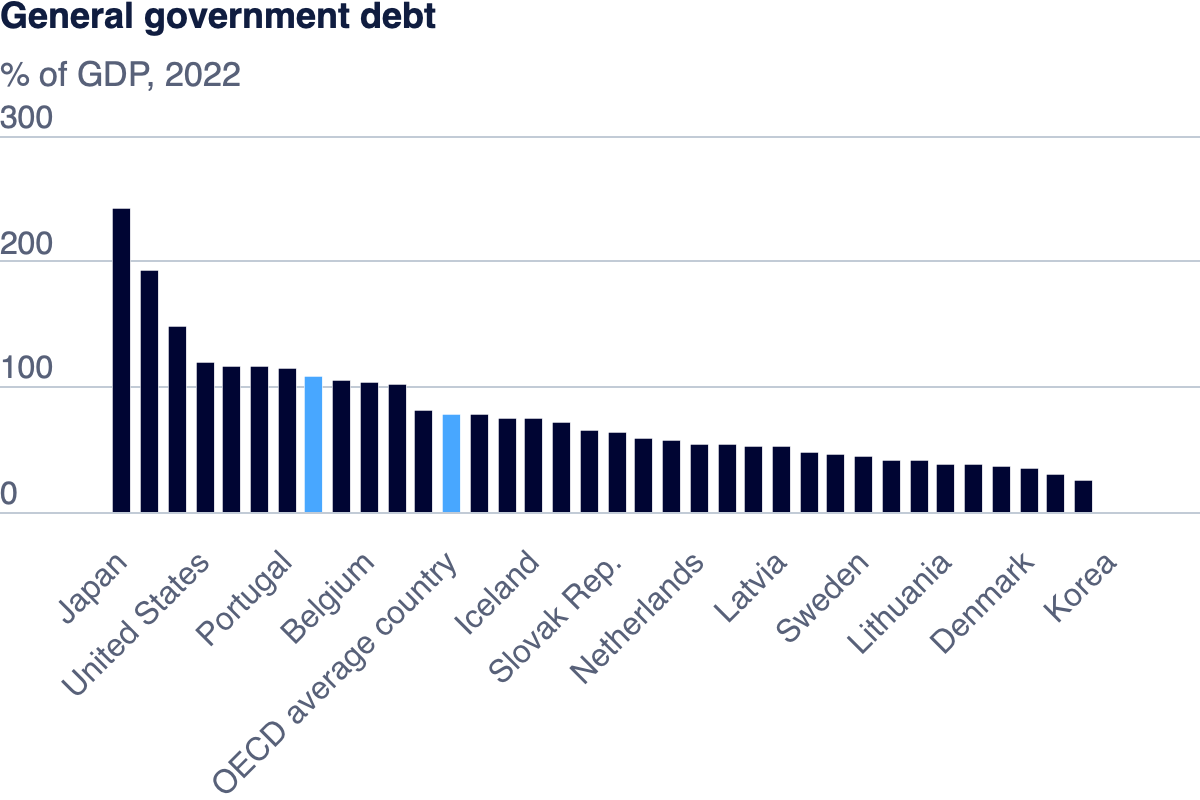 General government debt
% of GDP, 2022
300
200
100
0
Japan
United States
Portugal
Belgium
OECD average country
Iceland
Slovak Rep.
Netherlands
Latvia
Sweden
Lithuania
Denmark
Korea